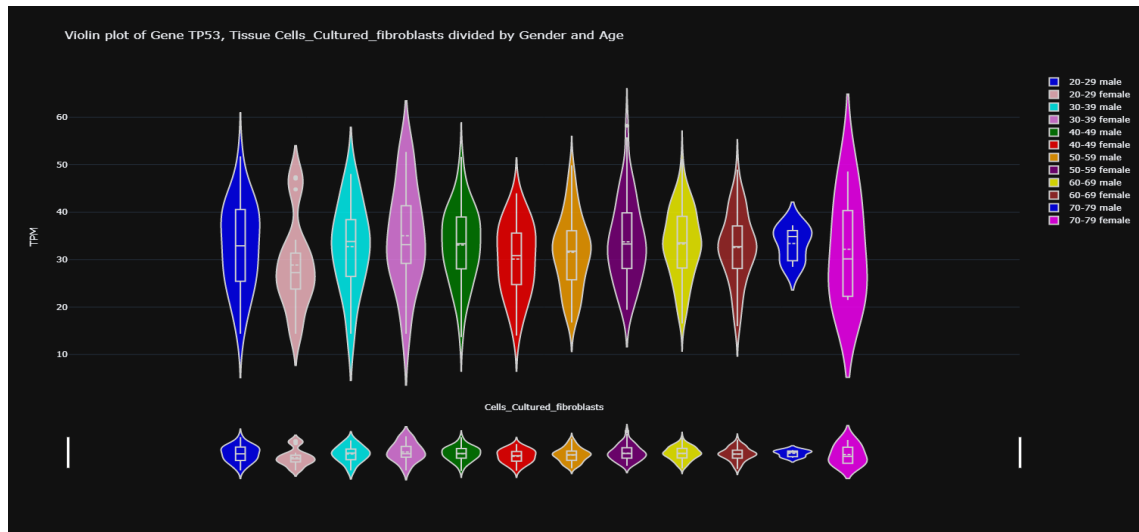 Violin plot of Gene TP53, Tissue Cells_Cultured_fibroblasts divided by Gender and Age
TPM
60
50
40
30
20
10
Cells_Cultured_fibroblasts
20-29 male
20-29 female
30-39 male
30-39 female
40-49 male
40-49 female
50-59 male
50-59 female
60-69 male
60-69 female
70-79 male
70-79 female